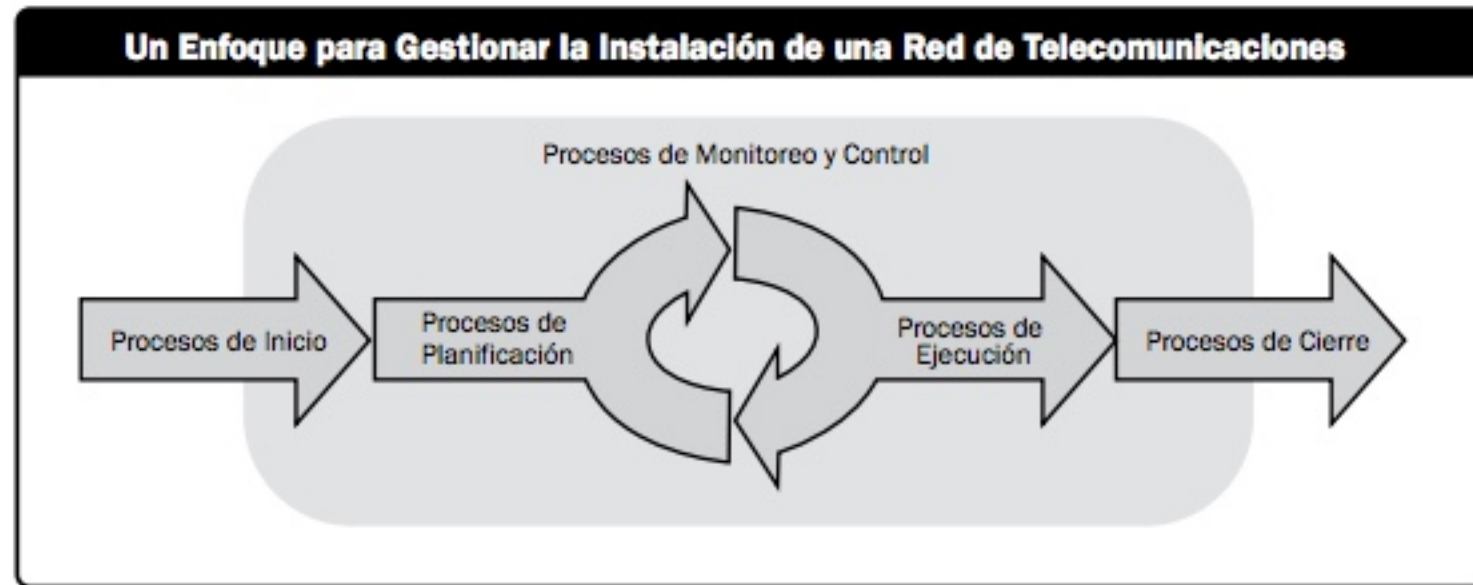 Un Enfoque para Gestionar la Instalación de una Red de Telecomunicaciones
Procesos de Monitoreo y Control
Procesos de Inicio
Procesos de
Planificación
Procesos de
Ejecución
Procesos de Cierre